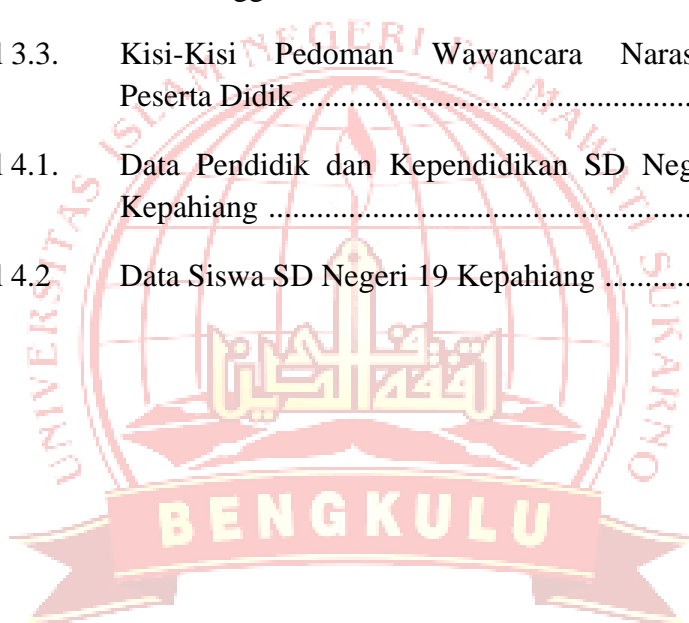 l 3.3. Kisi-Kisi Pedoman Wawancara Naras
Peserta Didik ..................................................
l 4.1. Data Pendidik dan Kependidikan SD Neg
Kepahiang ......................................................
l 4.2 Data Siswa SD Negeri 19 Kepahiang ............
UNIVERSITAS ISLAM NEGERI FATMAWATI SUKARNO
BENGKULU